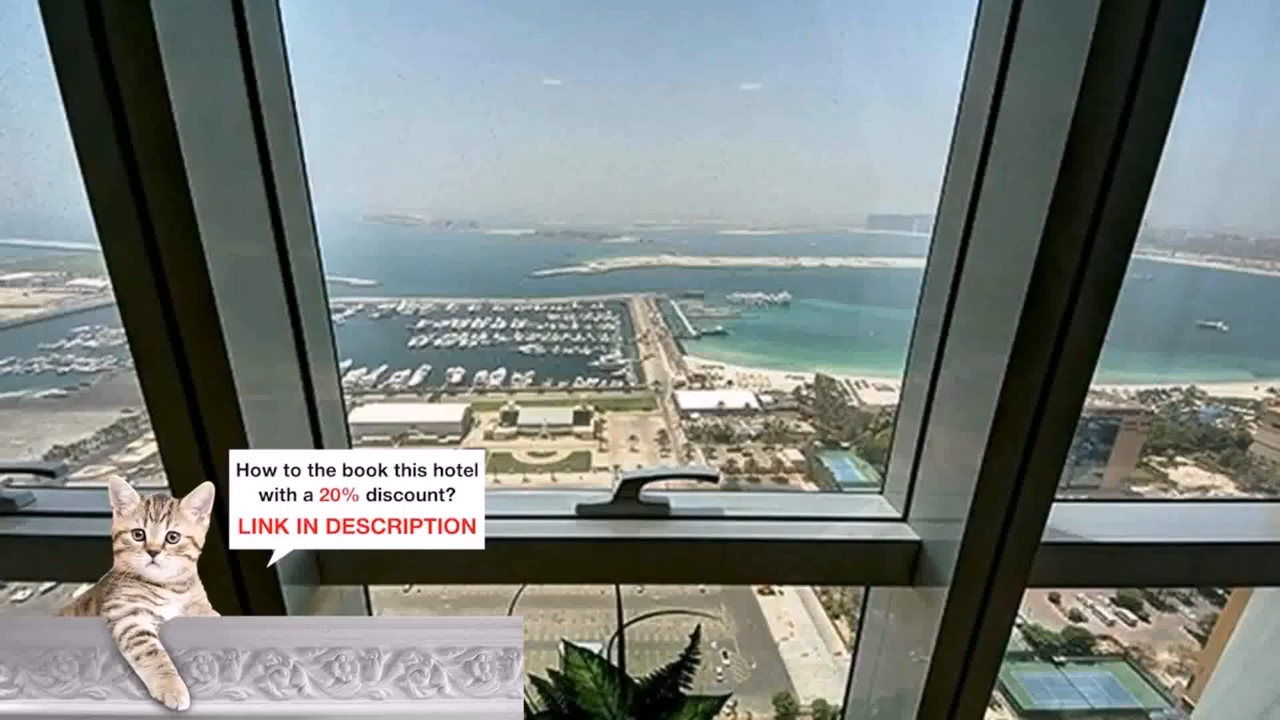 How to the book this hotel
with a 20% discount?
LINK IN DESCRIPTION